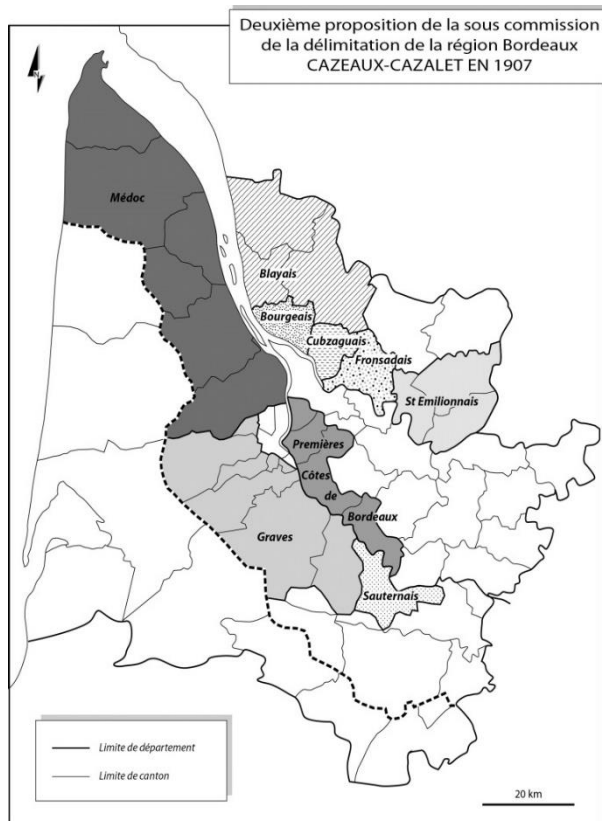 Deuxième proposition de la sous commission
de la délimitation de la région Bordeaux
CAZEAUX-CAZALET EN 1907
N
Médoc
Blayais
Bourgeais
Cubzaguais
Fronsadais
St Emilionnais
Premières
Côtes
de
Bordeaux
Graves
Sauternais
Limite de département
Limite de canton
20 km